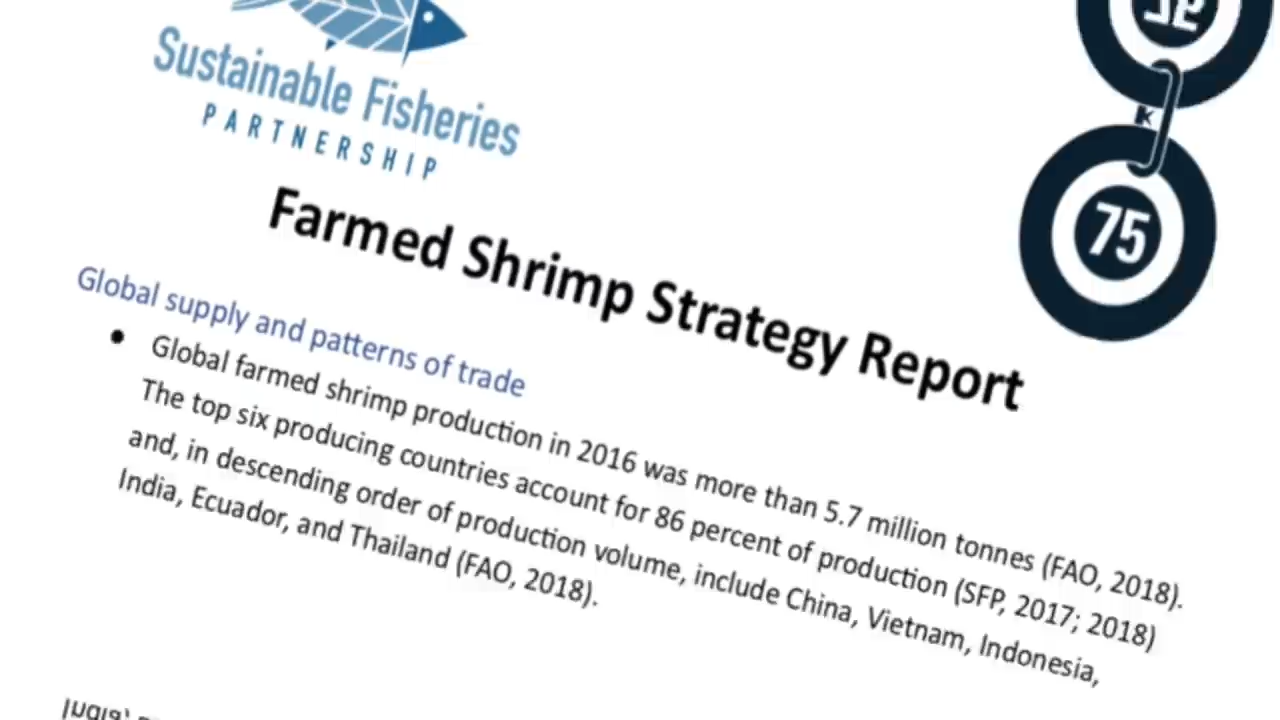 Sustainable Fisheries
PARTNERSHIP
75
Farmed Shrimp Strategy Report
Global supply and patterns of trade
• Global farmed shrimp production in 2016 was more than 5.7 million tonnes (FAO, 2018).
The top six producing countries account for 86 percent of production (SFP, 2017; 2018)
and, in descending order of production volume, include China, Vietnam, Indonesia,
India, Ecuador, and Thailand (FAO, 2018).